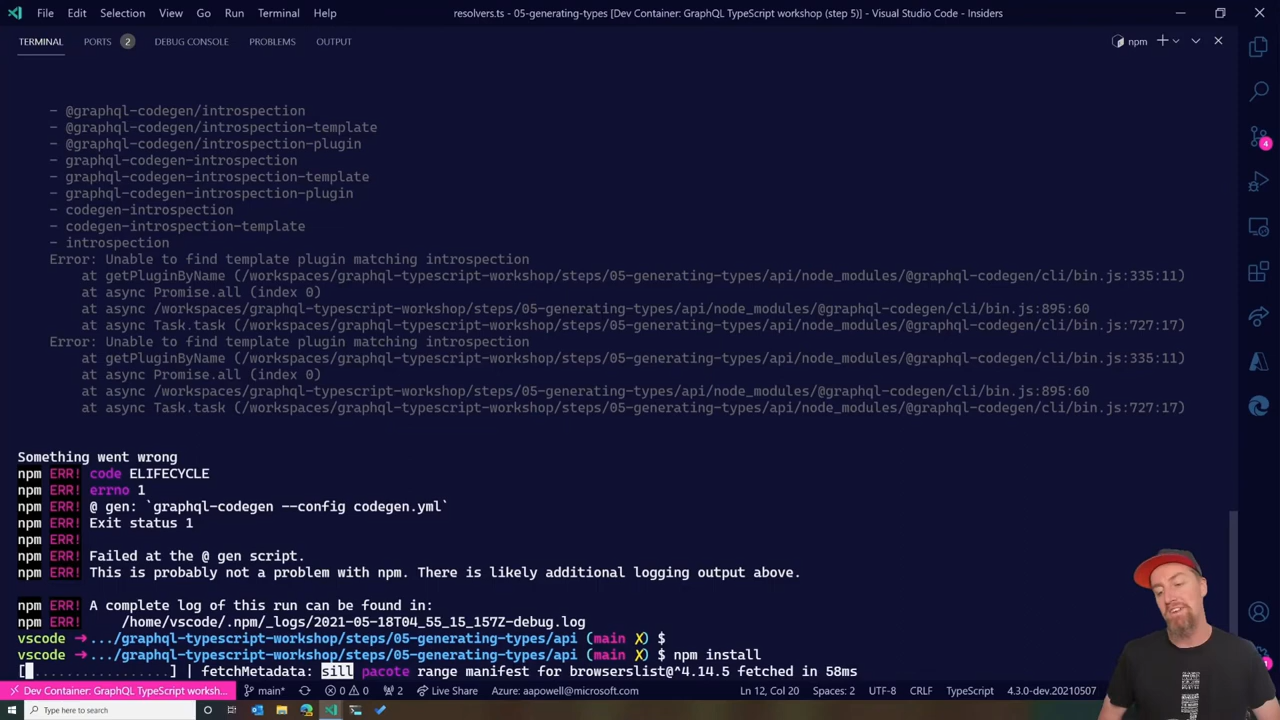 File Edit Selection View Go Run Terminal Help resolvers.ts - 05-generating-types [Dev Container: GraphQL TypeScript workshop (step 5)] - Visual Studio Code - Insiders
TERMINAL PORTS 2 DEBUG CONSOLE PROBLEMS OUTPUT npm
- @graphql-codegen/introspection
- @graphql-codegen/introspection-template
- @graphql-codegen/introspection-plugin
- graphql-codegen-introspection
- graphql-codegen-introspection-template
- graphql-codegen-introspection-plugin
- codegen-introspection
- codegen-introspection-template
- introspection
Error: Unable to find template plugin matching introspection
at getPluginByName (/workspaces/graphql-typescript-workshop/steps/05-generating-types/api/node_modules/@graphql-codegen/cli/bin.js:335:11)
at async Promise.all (index 0)
at async /workspaces/graphql-typescript-workshop/steps/05-generating-types/api/node_modules/@graphql-codegen/cli/bin.js:895:60
at async Task.task (/workspaces/graphql-typescript-workshop/steps/05-generating-types/api/node_modules/@graphql-codegen/cli/bin.js:727:17)
Error: Unable to find template plugin matching introspection
at getPluginByName (/workspaces/graphql-typescript-workshop/steps/05-generating-types/api/node_modules/@graphql-codegen/cli/bin.js:335:11)
at async Promise.all (index 0)
at async /workspaces/graphql-typescript-workshop/steps/05-generating-types/api/node_modules/@graphql-codegen/cli/bin.js:895:60
at async Task.task (/workspaces/graphql-typescript-workshop/steps/05-generating-types/api/node_modules/@graphql-codegen/cli/bin.js:727:17)
Something went wrong
npm ERR! code ELIFECYCLE
npm ERR! errno 1
npm ERR! @ gen: `graphql-codegen --config codegen.yml`
npm ERR! Exit status 1
npm ERR!
npm ERR! Failed at the @ gen script.
npm ERR! This is probably not a problem with npm. There is likely additional logging output above.
npm ERR! A complete log of this run can be found in:
npm ERR! /home/vscode/.npm/_logs/2021-05-18T04_55_15_157Z-debug.log
vscode ➜ .../graphql-typescript-workshop/steps/05-generating-types/api (main ✗) $
vscode ➜ .../graphql-typescript-workshop/steps/05-generating-types/api (main ✗) $ npm install
[ ..................] | fetchMetadata: sill pacote range manifest for browserslist@^4.14.5 fetched in 58ms
4
1
Dev Container: GraphQL TypeScript worksh... main* 0 0 2 Live Share Azure: aapowell@microsoft.com Ln 12, Col 20 Spaces: 2 UTF-8 CRLF TypeScript 4.3.0-dev.20210507
Type here to search